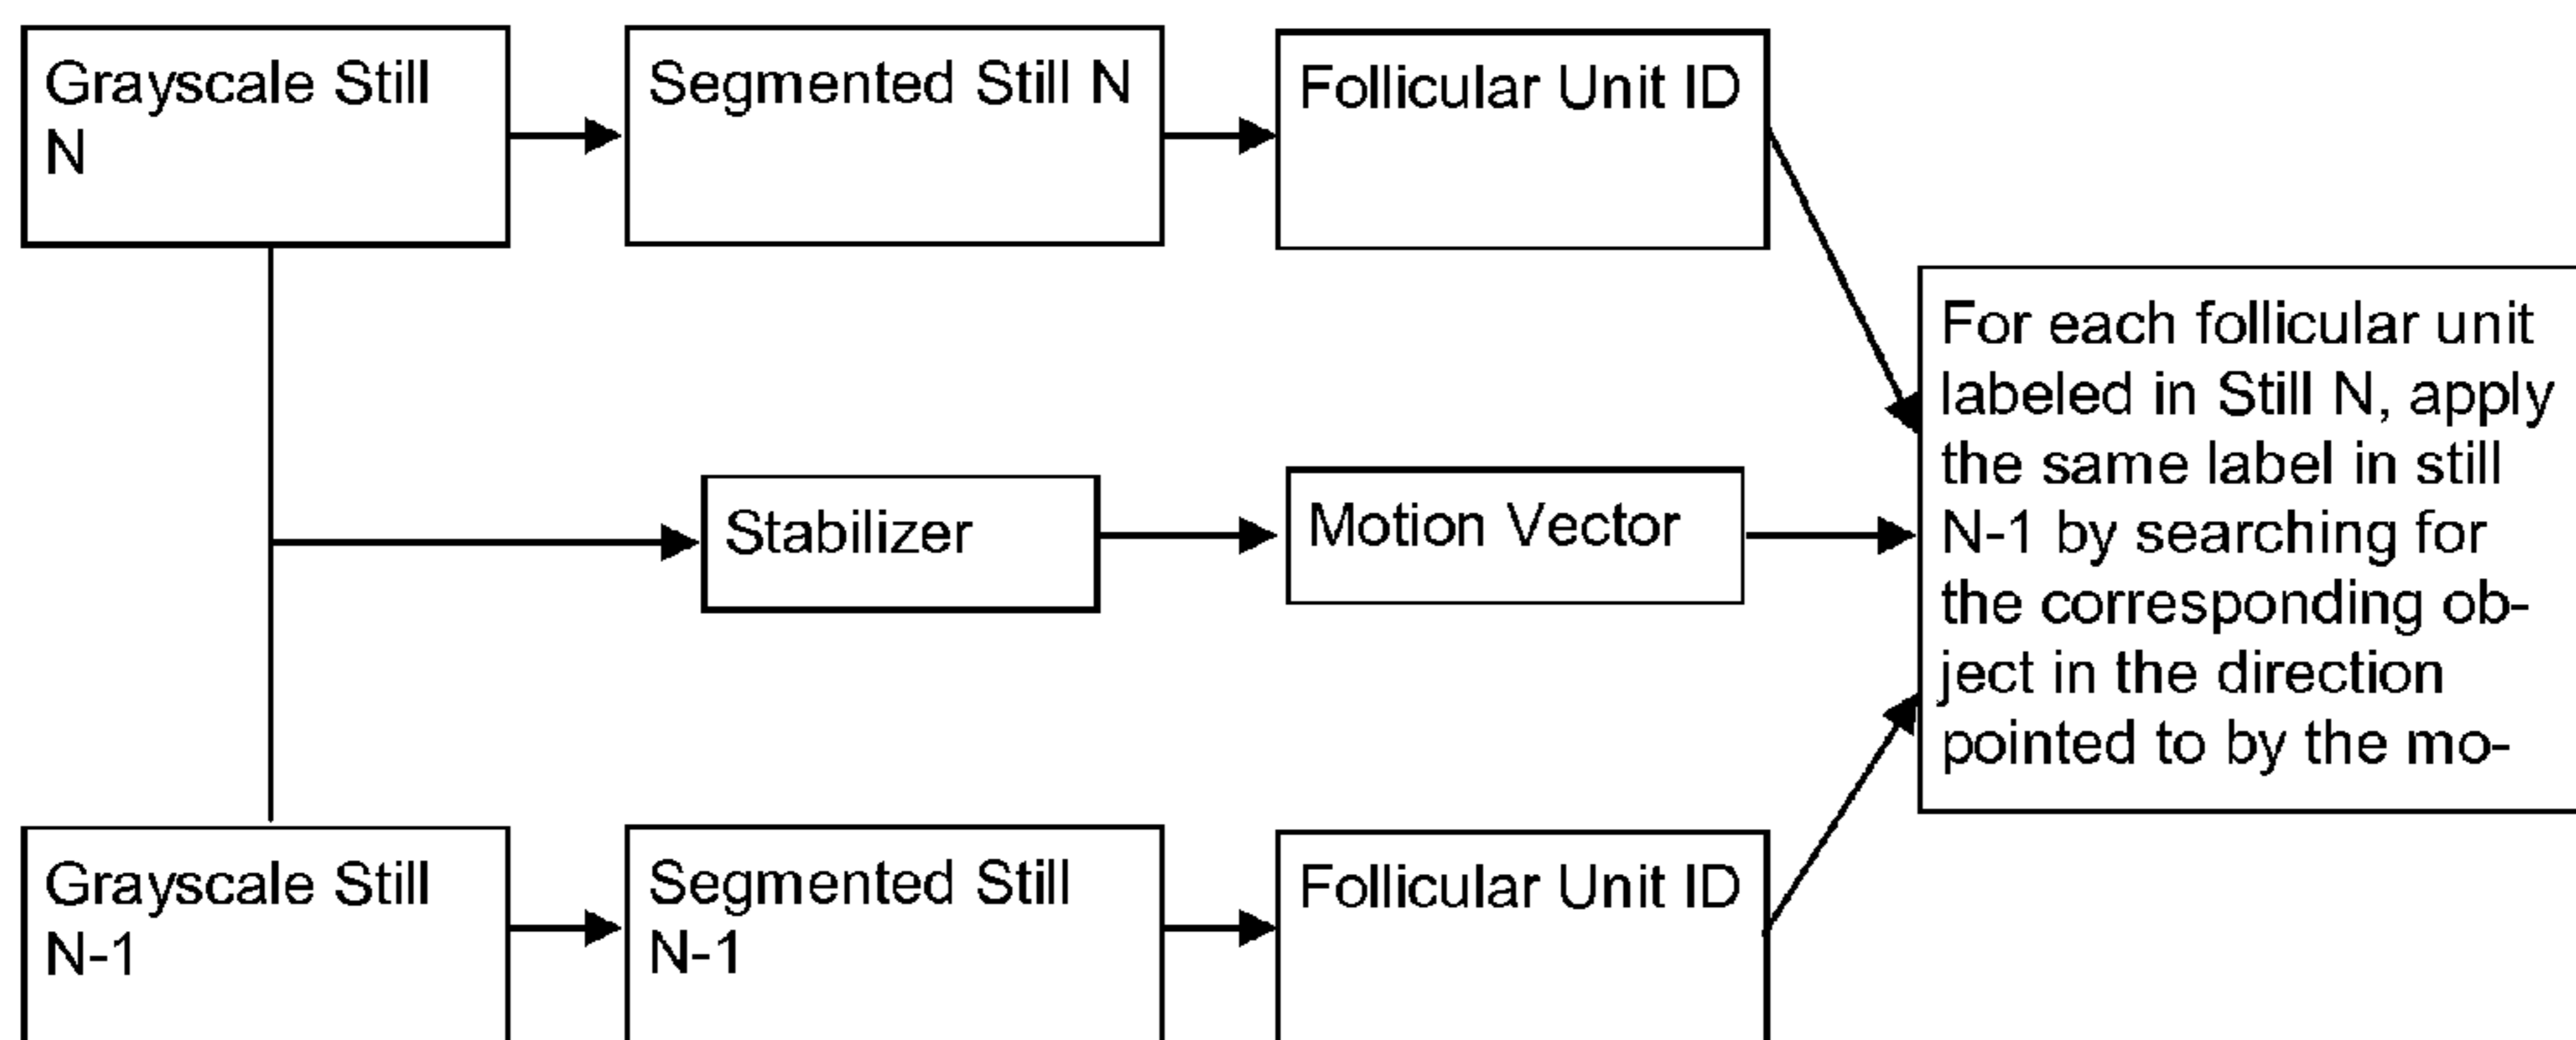 Grayscale Still
N
Segmented Still N
Follicular Unit ID
Stabilizer
Motion Vector
For each follicular unit
labeled in Still N, apply
the same label in still
N-1 by searching for
the corresponding ob-
ject in the direction
pointed to by the mo-
Grayscale Still
N-1
Segmented Still
N-1
Follicular Unit ID